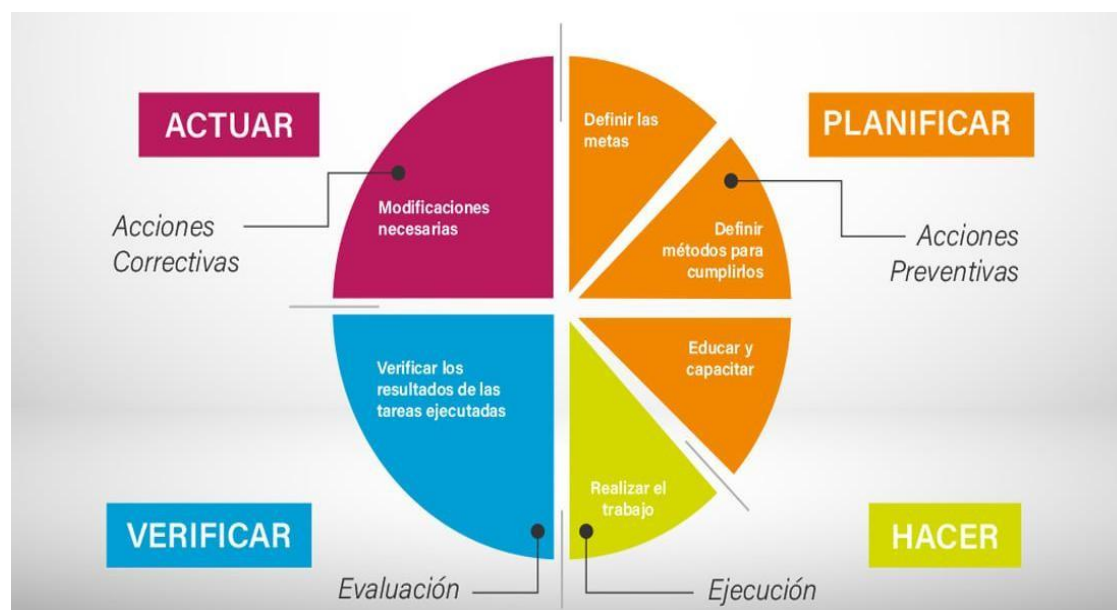 ACTUAR
Acciones
Correctivas
Modificaciones
necesarias
Definir las
metas
PLANIFICAR
Definir
métodos para
cumplirlos
Acciones
Preventivas
Verificar los
resultados de las
tareas ejecutadas
Educar y
capacitar
VERIFICAR
Evaluación
Realizar el
trabajo
Ejecución
HACER